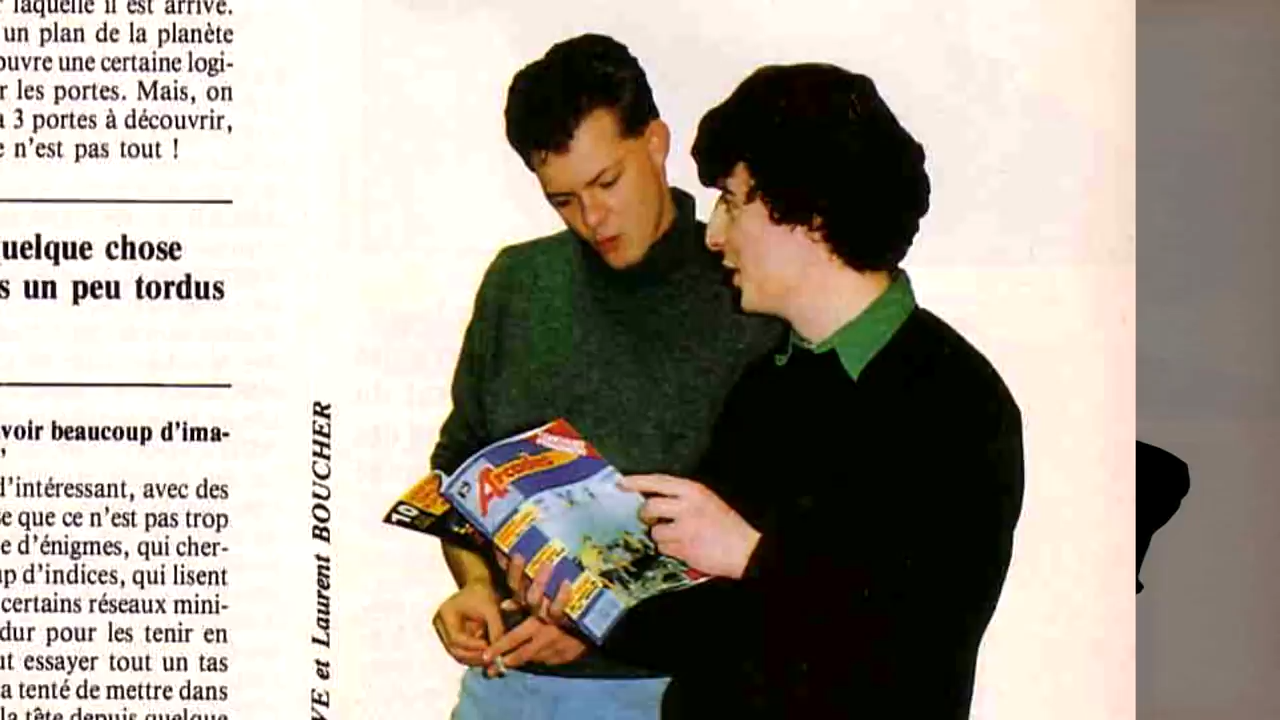 laquelle il est arrivé.
un plan de la planète
ouvre une certaine logi-
r les portes. Mais, on
a 3 portes à découvrir,
e n'est pas tout !
uelque chose
s un peu tordus
voir beaucoup d'ima-
d'intéressant, avec des
se que ce n'est pas trop
e d'énigmes, qui cher-
up d'indices, qui lisent
certains réseaux mini-
dur pour les tenir en
ut essayer tout un tas
a tenté de mettre dans
la tête depuis quelque
VE et Laurent BOUCHER
Arcades
10